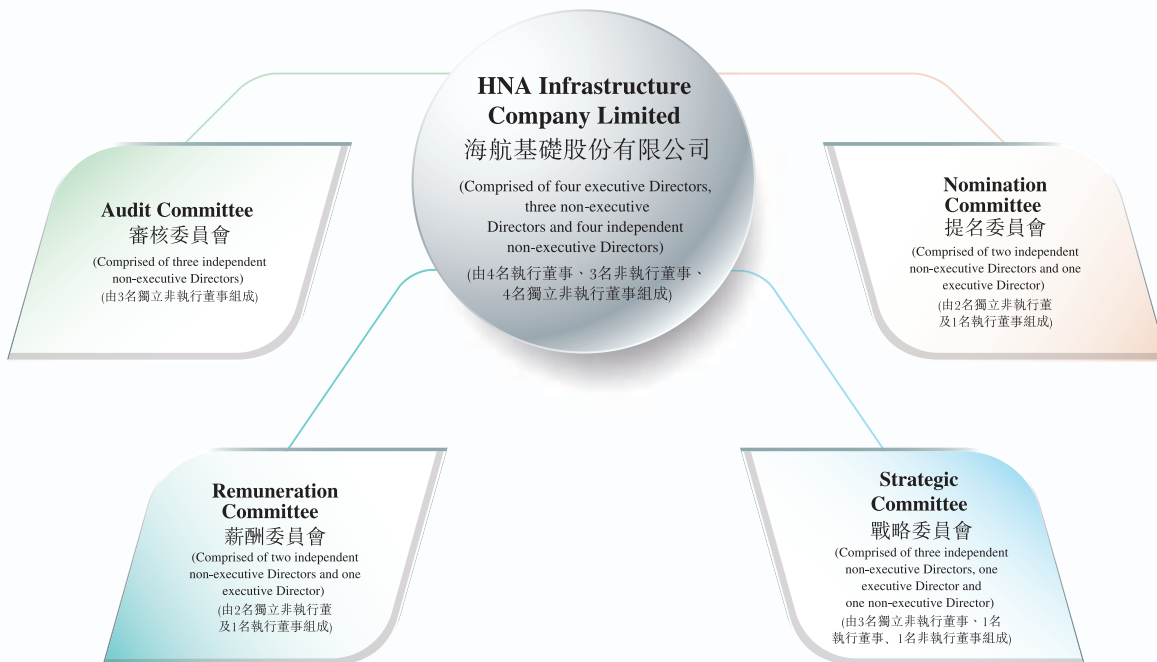 HNA Infrastructure
Company Limited
海航基礎股份有限公司
(Comprised of four executive Directors,
three non-executive
Directors and four independent
non-executive Directors)
(由4名執行董事、3名非執行董事、
4名獨立非執行董事組成)
Audit Committee
審核委員會
(Comprised of three independent
non-executive Directors)
(由3名獨立非執行董事組成)
Nomination
Committee
提名委員會
(Comprised of two independent
non-executive Directors and one
executive Director)
(由2名獨立非執行董
及1名執行董事組成)
Remuneration
Committee
薪酬委員會
(Comprised of two independent
non-executive Directors and one
executive Director)
(由2名獨立非執行董
及1名執行董事組成)
Strategic
Committee
戰略委員會
(Comprised of three independent
non-executive Directors, one
executive Director and
one non-executive Director)
(由3名獨立非執行董事、1名
執行董事、1名非執行董事組成)